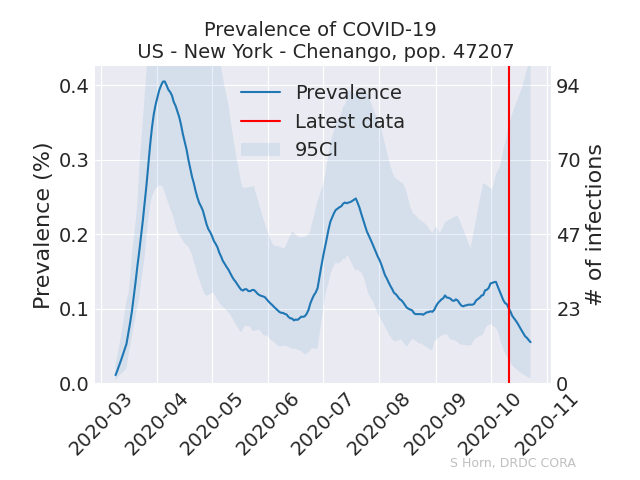 Prevalence of COVID-19
US - New York - Chenango, pop. 47207
Prevalence (%)
0.4
0.3
0.2
0.1
0.0
Prevalence
Latest data
95CI
94
70
47
23
0
# of infections
2020-03
2020-04
2020-05
2020-06
2020-07
2020-08
2020-09
2020-10
2020-11
S Horn, DRDC CORA